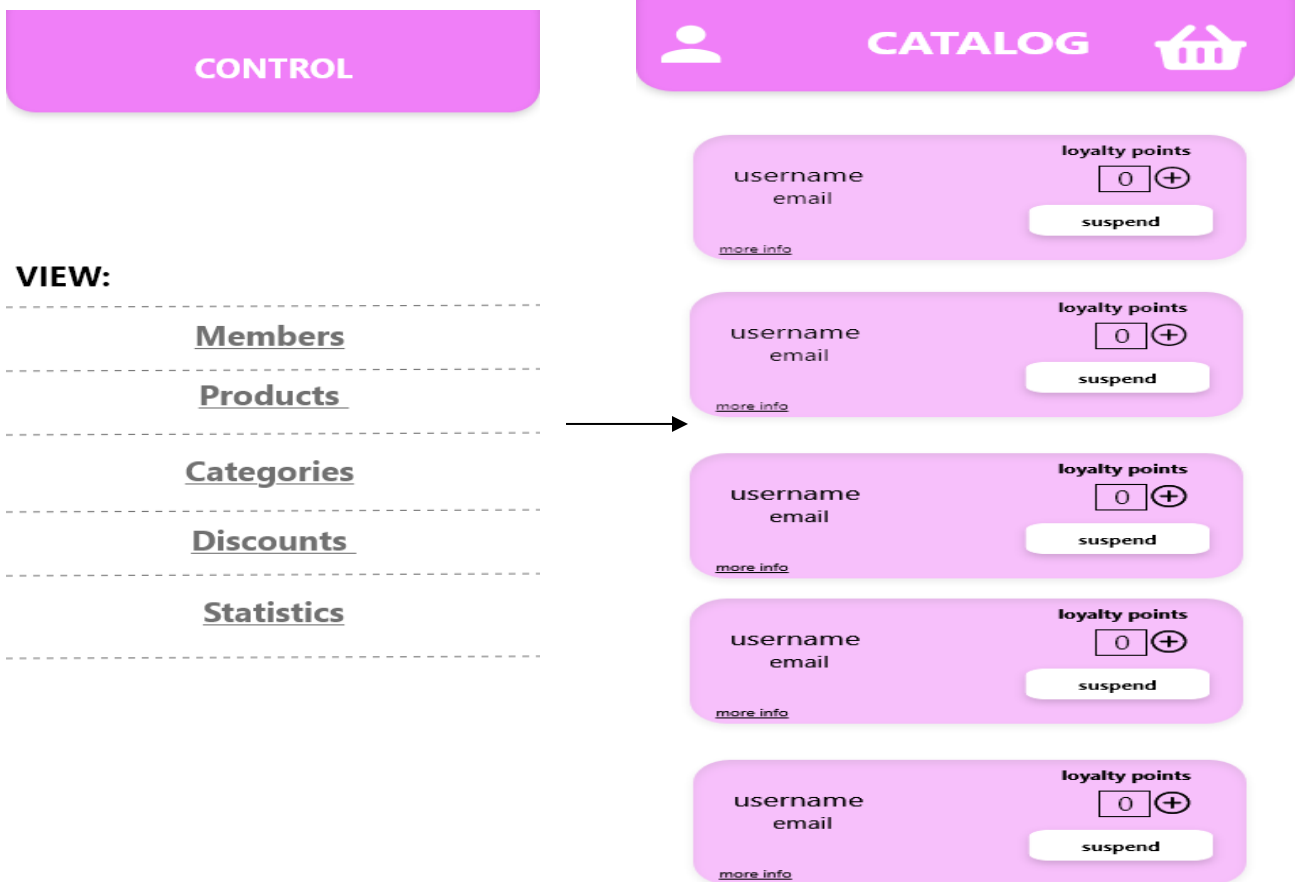 CONTROL
VIEW:
Members
Products
Categories
Discounts
Statistics
CATALOG
loyalty points
username
0
email
suspend
more info
loyalty points
username
0
email
suspend
more info
loyalty points
username
0
email
suspend
more info
loyalty points
username
0
email
suspend
more info
loyalty points
username
0
email
suspend
more info